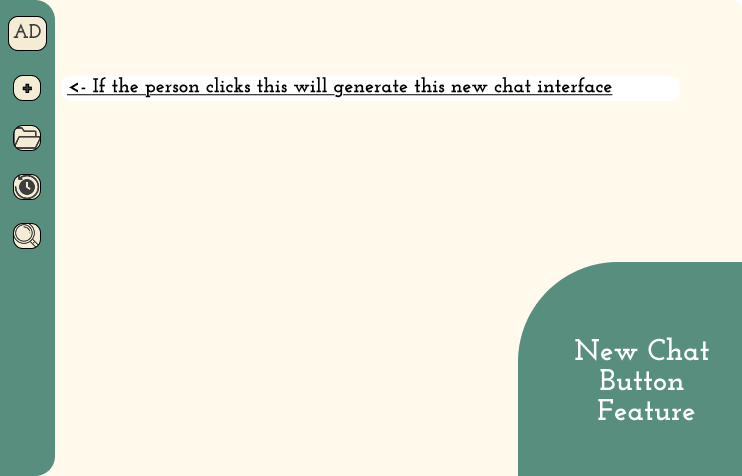 AD
<- If the person clicks this will generate this new chat interface
New Chat
Button
Feature